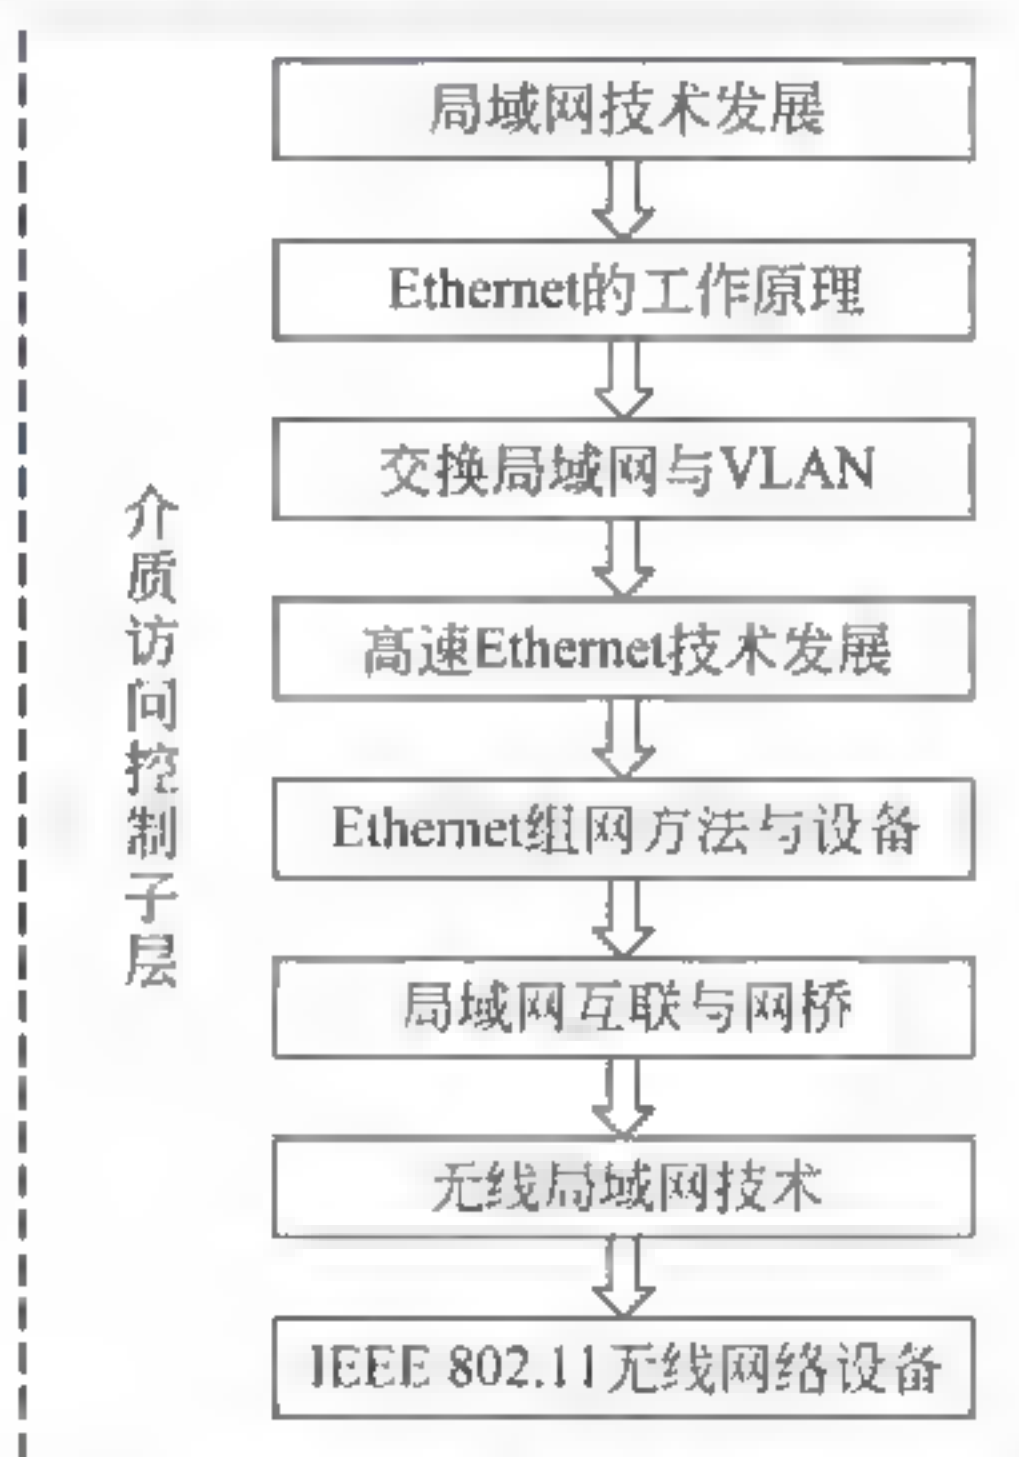 局域网技术发展
Ethernet的工作原理
交换局域网与VLAN
高速Ethernet技术发展
Ethernet组网方法与设备
局域网互联与网桥
无线局域网技术
IEEE 802.11无线网络设备
介质访问控制子层